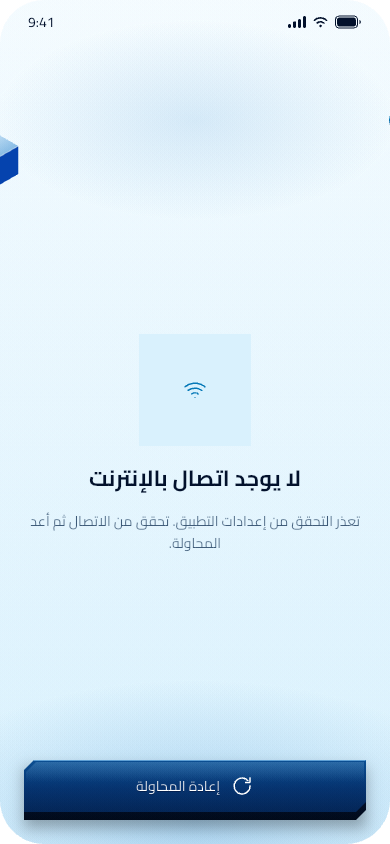 9:41
لا يوجد اتصال بالإنترنت
تعذر التحقق من إعدادات التطبيق. تحقق من الاتصال ثم أعد
المحاولة.
إعادة المحاولة